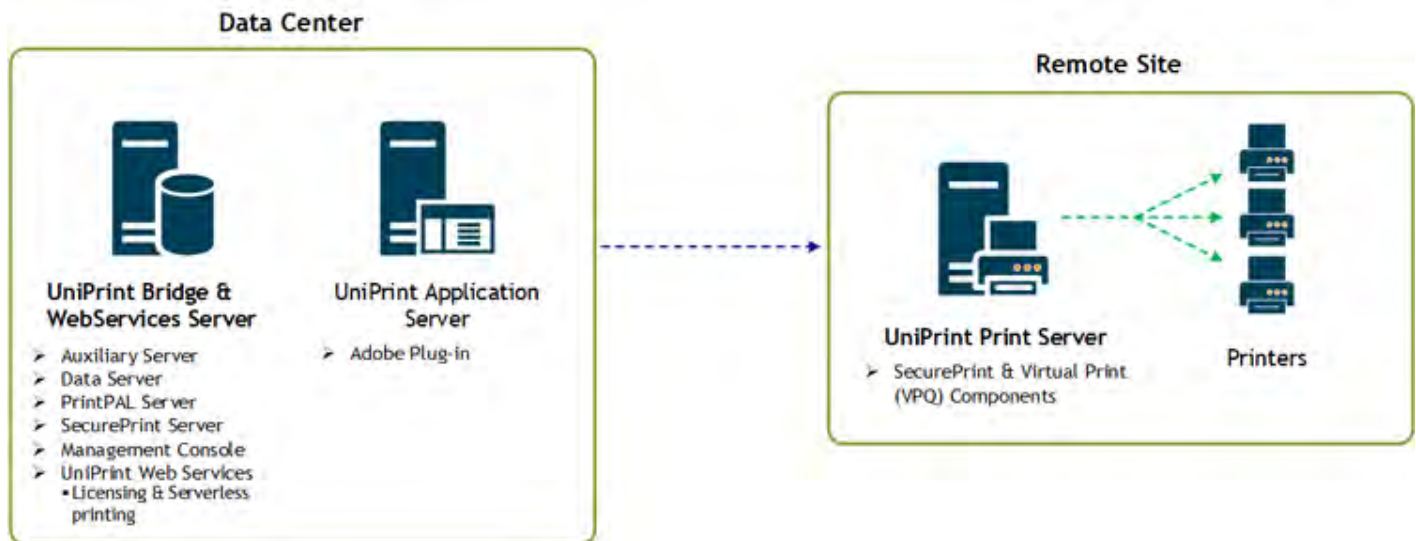 Data Center
UniPrint Bridge &
WebServices Server
➢ Auxiliary Server
➢ Data Server
➢ PrintPAL Server
➢ SecurePrint Server
➢ Management Console
➢ UniPrint Web Services
▪Licensing & Serverless
printing
UniPrint Application
Server
➢ Adobe Plug-in
Remote Site
UniPrint Print Server
➢ SecurePrint & Virtual Print
(VPQ) Components
Printers